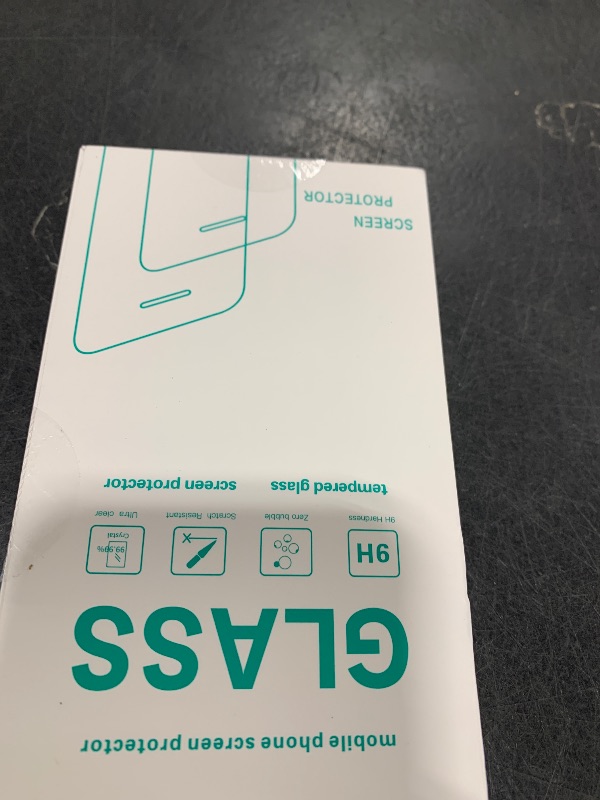 mobile phone screen protector
GLASS
9H
99.99%
Crystal
9H Hardness
Zero bubble
Scratch Resistant
Ultra clear
tempered glass screen protector
SCREEN
PROTECTOR